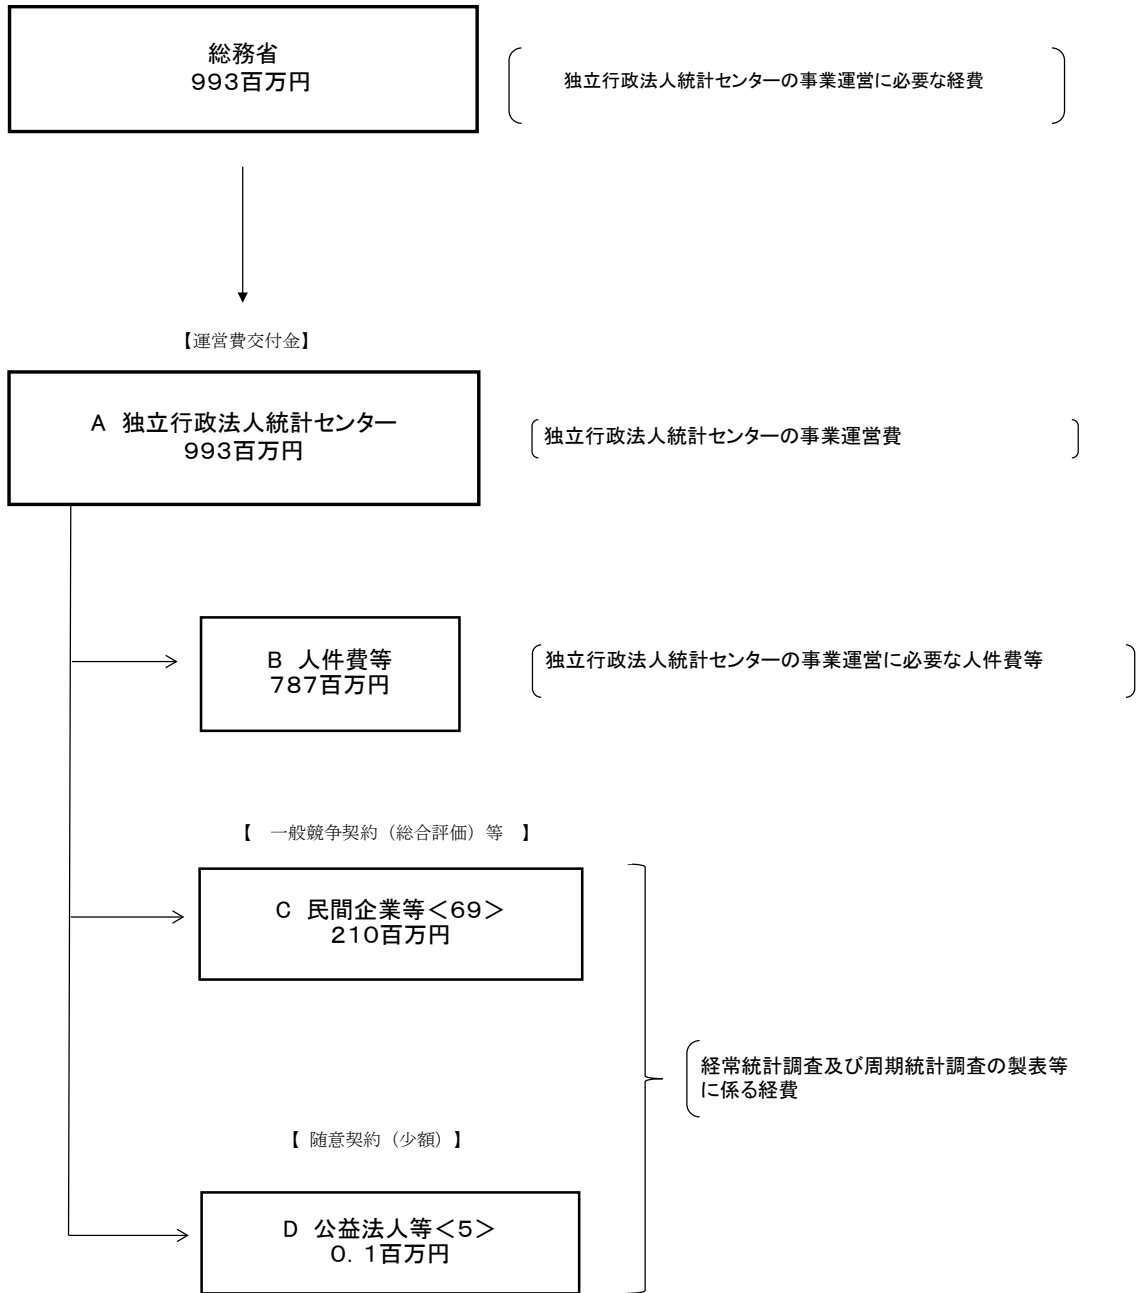 総務省
993百万円
独立行政法人統計センターの事業運営に必要な経費
【運営費交付金】
A 独立行政法人統計センター
993百万円
独立行政法人統計センターの事業運営費
B 人件費等
787百万円
独立行政法人統計センターの事業運営に必要な人件費等
【 一般競争契約（総合評価）等 】
C 民間企業等＜69＞
210百万円
経常統計調査及び周期統計調査の製表等
に係る経費
【 随意契約（少額）】
D 公益法人等＜5＞
0．1百万円